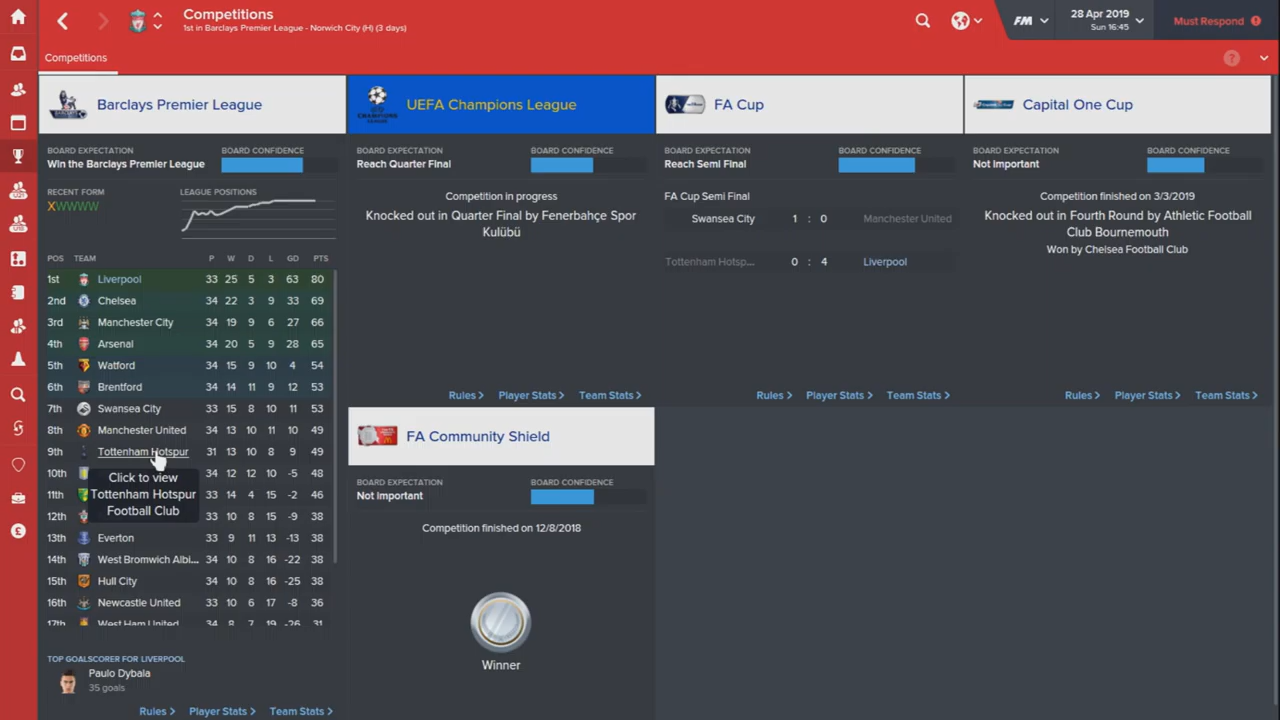 Competitions
1st in Barclays Premier League - Norwich City (H) (3 days)
FM
28 Apr 2019
Sun 16:45
Must Respond
Competitions
Barclays Premier League
BOARD EXPECTATION
BOARD CONFIDENCE
Win the Barclays Premier League
RECENT FORM
LEAGUE POSITIONS
XWWWW
POS TEAM P W D L GD PTS
1st Liverpool 33 25 5 3 63 80
2nd Chelsea 34 22 3 9 33 69
3rd Manchester City 34 19 9 6 27 66
4th Arsenal 34 20 5 9 28 65
5th Watford 34 15 9 10 4 54
6th Brentford 34 14 11 9 12 53
7th Swansea City 33 15 8 10 11 53
8th Manchester United 34 13 10 11 10 49
9th Tottenham Hotspur 31 13 10 8 9 49
10th 34 12 12 10 -5 48
11th 33 14 4 15 -2 46
12th 33 10 8 15 -9 38
Click to view
Tottenham Hotspur
Football Club
13th Everton 33 9 11 13 -13 38
14th West Bromwich Albi... 34 10 8 16 -22 38
15th Hull City 34 10 8 16 -25 38
16th Newcastle United 33 10 6 17 -8 36
17th West Ham United 34 8 7 19 -26 31
TOP GOALSCORER FOR LIVERPOOL
Paulo Dybala
35 goals
Rules > Player Stats > Team Stats >
UEFA Champions League
BOARD EXPECTATION
BOARD CONFIDENCE
Reach Quarter Final
Competition in progress
Knocked out in Quarter Final by Fenerbahçe Spor
Kulübü
Rules > Player Stats > Team Stats >
FA Cup
BOARD EXPECTATION
BOARD CONFIDENCE
Reach Semi Final
FA Cup Semi Final
Swansea City 1 : 0 Manchester United
Tottenham Hotsp... 0 : 4 Liverpool
Rules > Player Stats > Team Stats >
Capital One Cup
BOARD EXPECTATION
BOARD CONFIDENCE
Not Important
Competition finished on 3/3/2019
Knocked out in Fourth Round by Athletic Football
Club Bournemouth
Won by Chelsea Football Club
Rules > Player Stats > Team Stats >
FA Community Shield
BOARD EXPECTATION
BOARD CONFIDENCE
Not Important
Competition finished on 12/8/2018
Winner